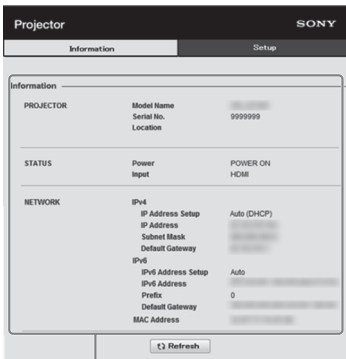 Projector SONY
Information Setup
Information
PROJECTOR Model Name
Serial No. 9999999
Location
STATUS Power POWER ON
Input HDMI
NETWORK IPv4
IP Address Setup Auto (DHCP)
IP Address
Subnet Mask
Default Gateway
IPv6
IPv6 Address Setup Auto
IPv6 Address
Prefix 0
Default Gateway
MAC Address
Refresh